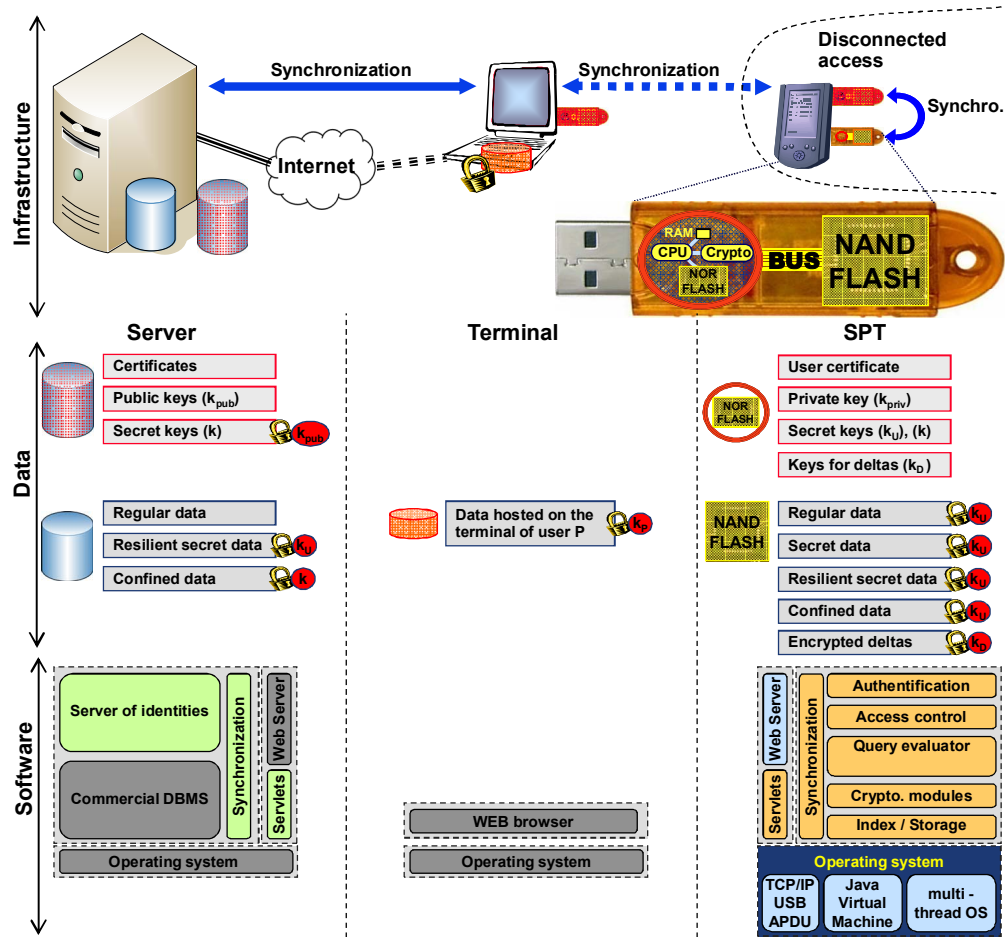 Infrastructure
Synchronization
Synchronization
Disconnected
access
Synchro.
Internet
RAM
CPU
Crypto
NOR
FLASH
BUS
NAND
FLASH
Server
Terminal
SPT
Data
Certificates
Public keys (kpub)
Secret keys (k)
kpub
Regular data
Resilient secret data
kU
Confined data
k
Data hosted on the
terminal of user P
kP
NOR
FLASH
User certificate
Private key (kpriv)
Secret keys (kU), (k)
Keys for deltas (kD)
NAND
FLASH
Regular data
kU
Secret data
kU
Resilient secret data
kU
Confined data
kU
Encrypted deltas
kD
Software
Server of identities
Commercial DBMS
Synchronization
Web Server
Servlets
Operating system
WEB browser
Operating system
Web Server
Servlets
Synchronization
Authentification
Access control
Query evaluator
Crypto. modules
Index / Storage
Operating system
TCP/IP
USB
APDU
Java
Virtual
Machine
multi -
thread OS